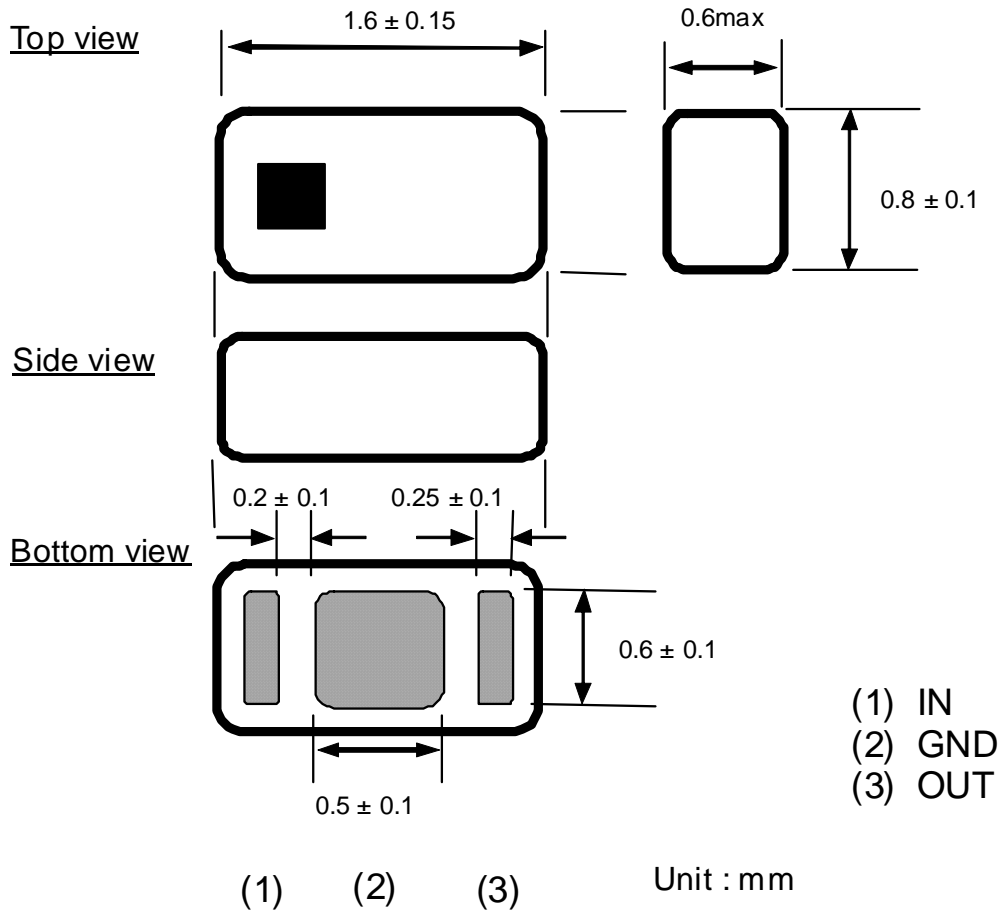 1.6 ± 0.15
0.6max
Top view
0.8 ± 0.1
Side view
0.2 ± 0.1
0.25 ± 0.1
Bottom view
0.6 ± 0.1
(1) IN
(2) GND
(3) OUT
0.5 ± 0.1
(1) (2) (3)
Unit : mm